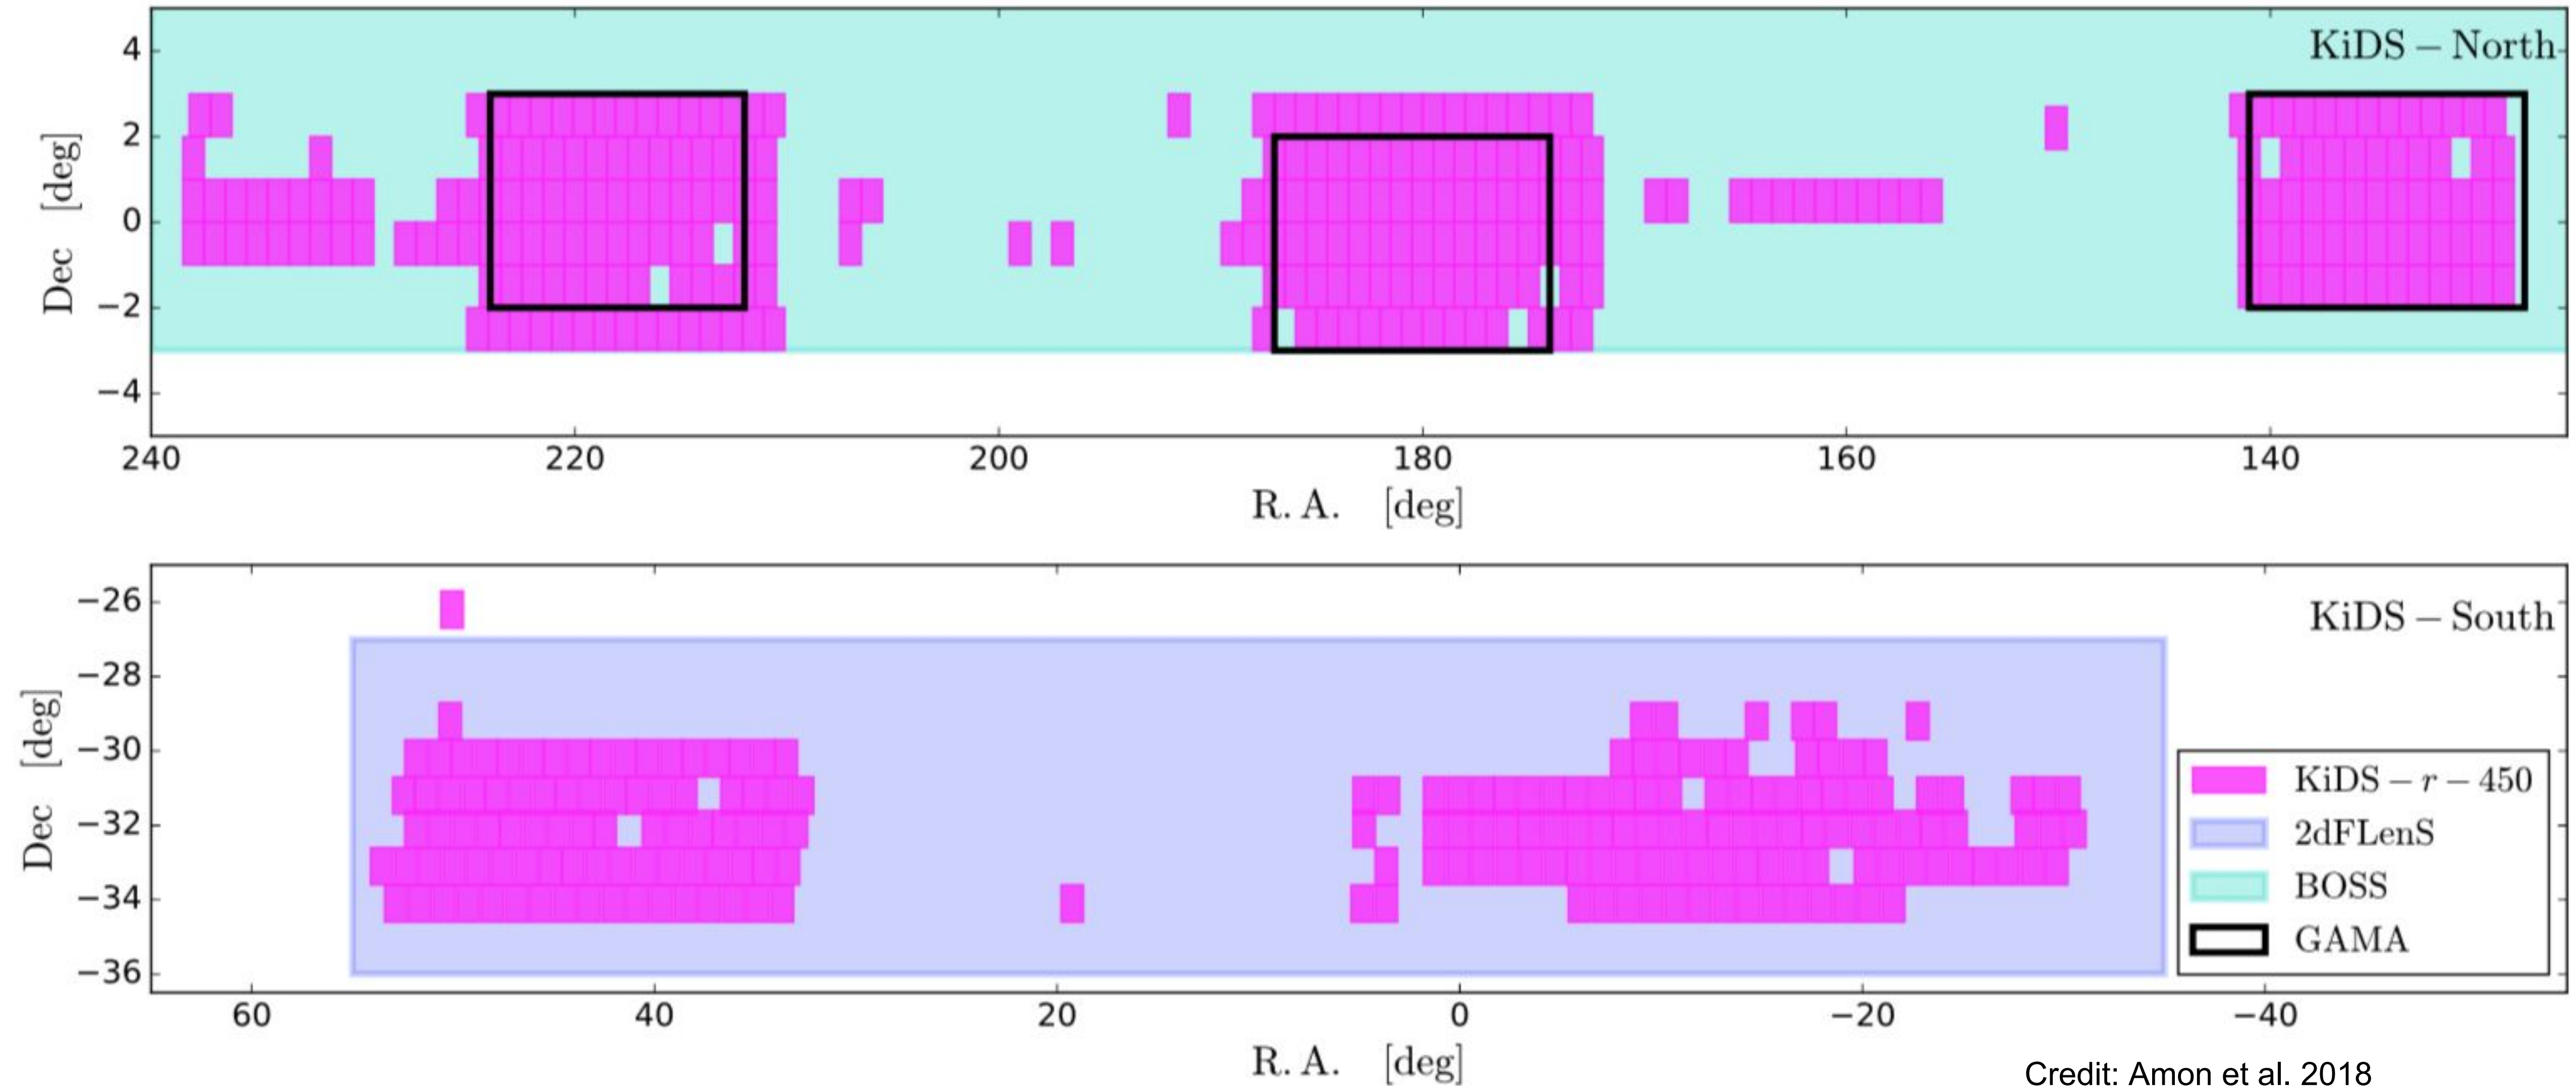 KiDS – North
4
2
0
−2
−4
Dec [deg]
240 220 200 180 160 140
R. A. [deg]
KiDS – South
−26
−28
−30
−32
−34
−36
Dec [deg]
KiDS – r – 450
2dFLenS
BOSS
GAMA
60 40 20 0 −20 −40
R. A. [deg]
Credit: Amon et al. 2018